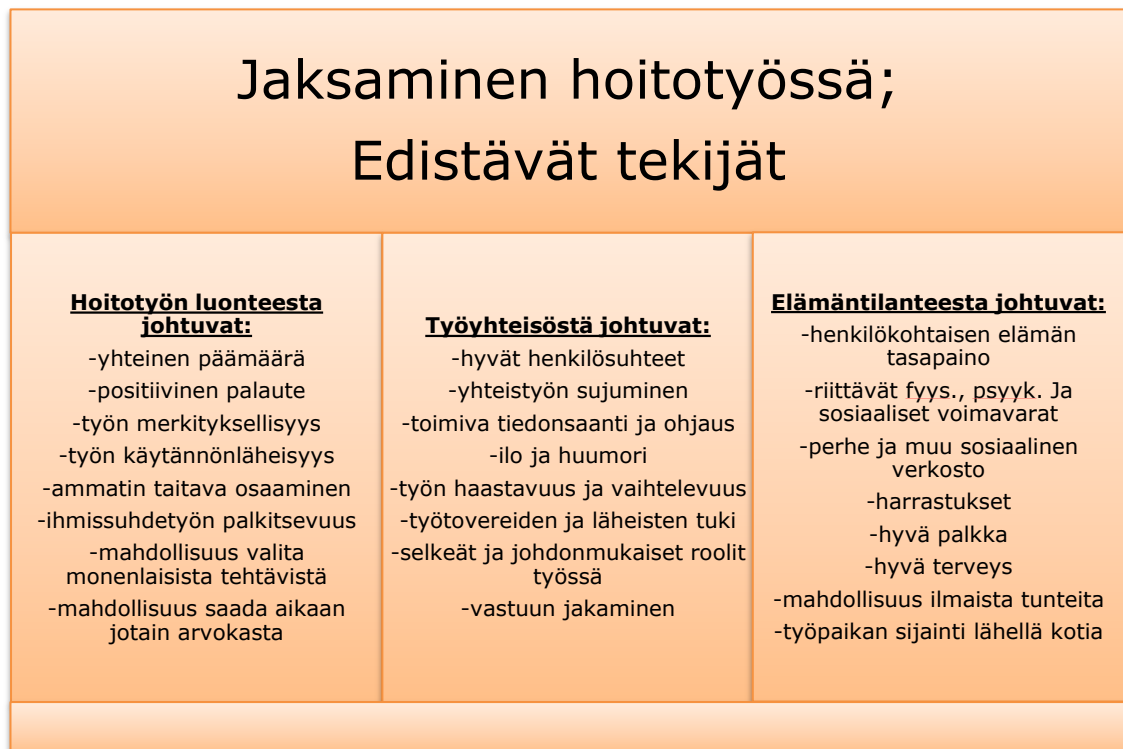 Jaksaminen hoitotyössä;
Edistävät tekijät
Hoitotyön luonteesta
johtuvat:
-yhteinen päämäärä
-positiivinen palaute
-työn merkityksellisyys
-työn käytännönläheisyys
-ammatin taitava osaaminen
-ihmissuhdetyön palkitsevuus
-mahdollisuus valita
monenlaisista tehtävistä
-mahdollisuus saada aikaan
jotain arvokasta
Työyhteisöstä johtuvat:
-hyvät henkilösuhteet
-yhteistyön sujuminen
-toimiva tiedonsaanti ja ohjaus
-ilo ja huumori
-työn haastavuus ja vaihtelevuus
-työtovereiden ja läheisten tuki
-selkeät ja johdonmukaiset roolit
työssä
-vastuun jakaminen
Elämäntilanteesta johtuvat:
-henkilökohtaisen elämän
tasapaino
-riittävät fyys., psyyk. Ja
sosiaaliset voimavarat
-perhe ja muu sosiaalinen
verkosto
-harrastukset
-hyvä palkka
-hyvä terveys
-mahdollisuus ilmaista tunteita
-työpaikan sijainti lähellä kotia